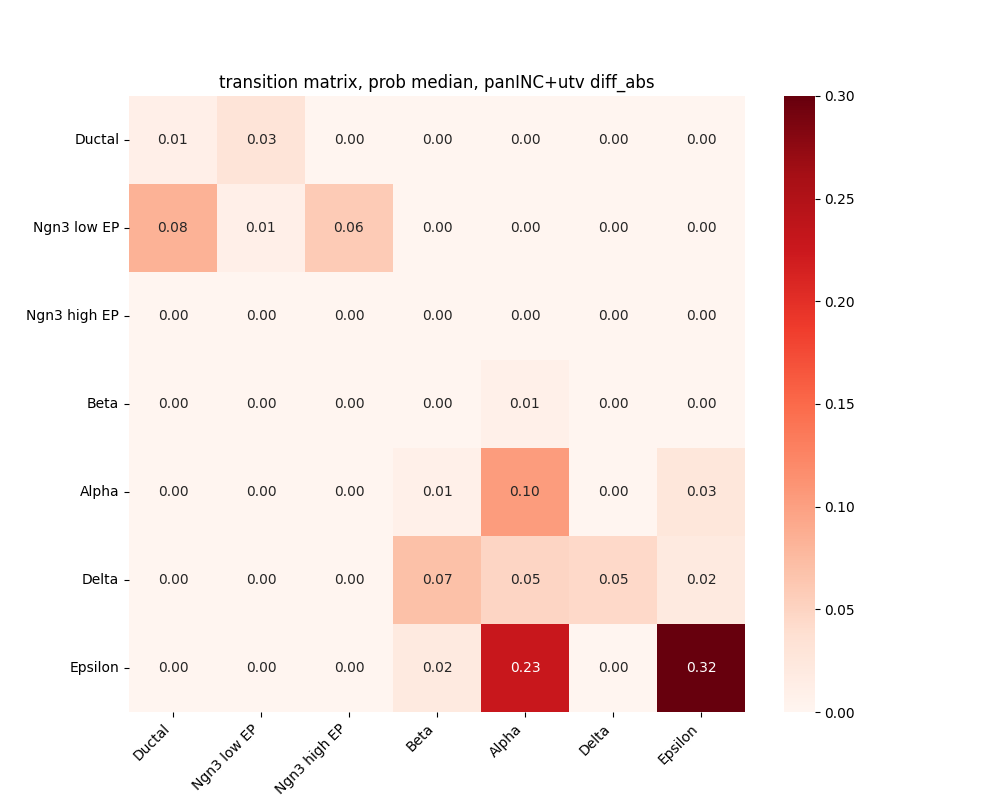 transition matrix, prob median, panINC+utv diff_abs
Ductal 0.01 0.03 0.00 0.00 0.00 0.00 0.00
Ngn3 low EP 0.08 0.01 0.06 0.00 0.00 0.00 0.00
Ngn3 high EP 0.00 0.00 0.00 0.00 0.00 0.00 0.00
Beta 0.00 0.00 0.00 0.00 0.01 0.00 0.00
Alpha 0.00 0.00 0.00 0.01 0.10 0.00 0.03
Delta 0.00 0.00 0.00 0.07 0.05 0.05 0.02
Epsilon 0.00 0.00 0.00 0.02 0.23 0.00 0.32
Ductal Ngn3 low EP Ngn3 high EP Beta Alpha Delta Epsilon
0.30
0.25
0.20
0.15
0.10
0.05
0.00